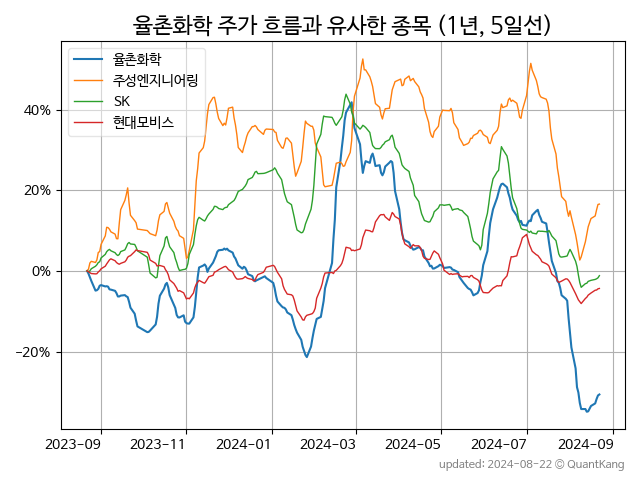 율촌화학 주가 흐름과 유사한 종목 (1년, 5일선)
율촌화학
주성엔지니어링
SK
현대모비스
40%
20%
0%
−20%
2023-09 2023-11 2024-01 2024-03 2024-05 2024-07 2024-09
updated: 2024-08-22 © QuantKang